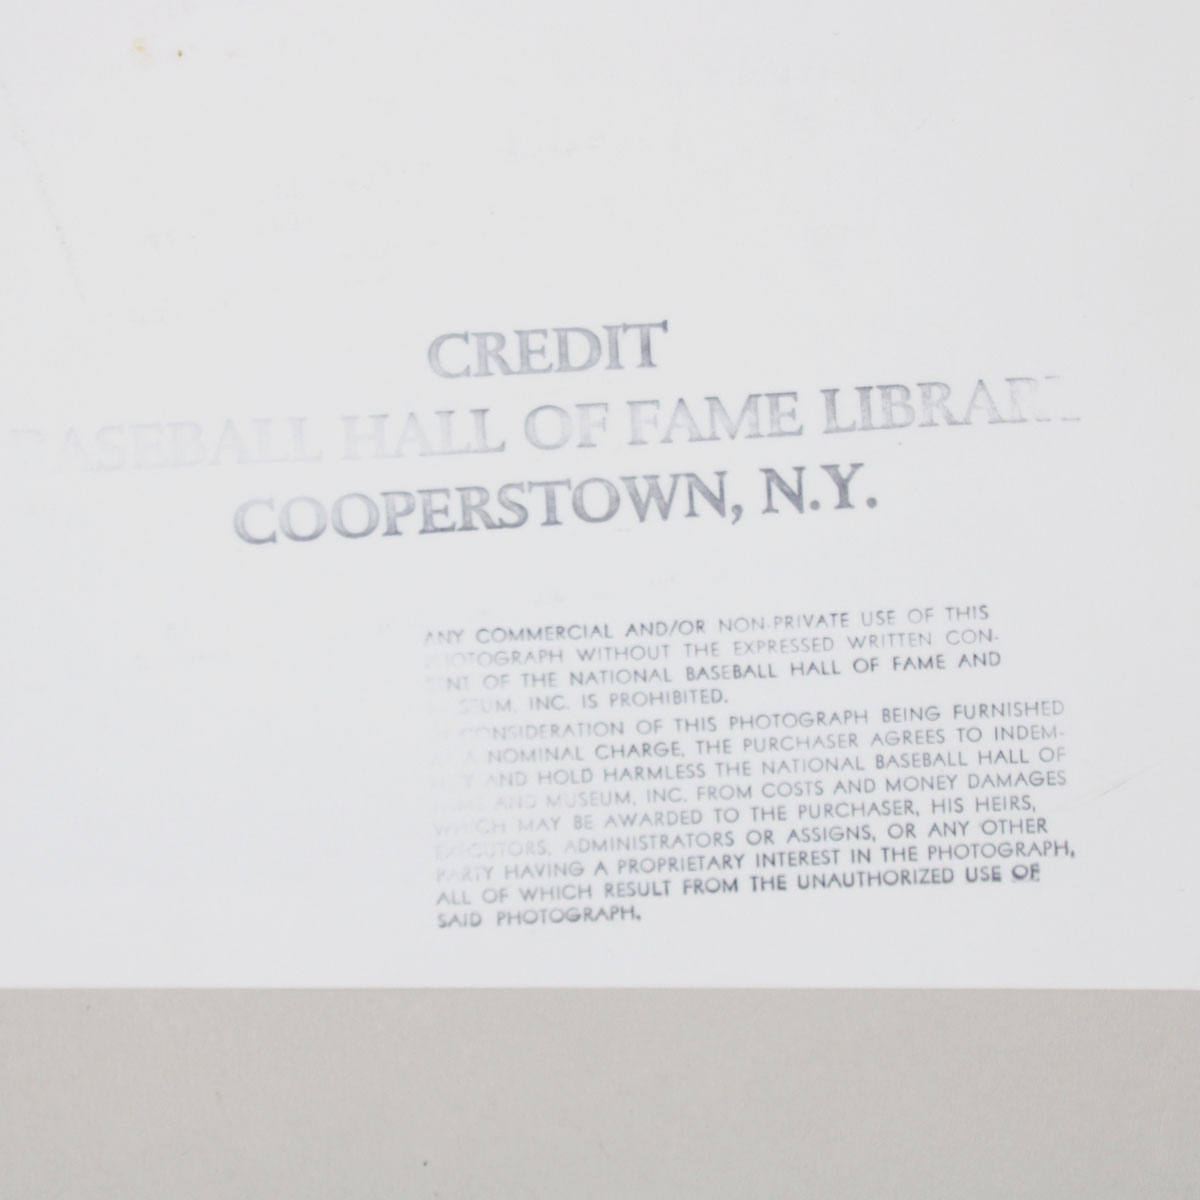 CREDIT
BASEBALL HALL OF FAME LIBRARY
COOPERSTOWN, N.Y.
ANY COMMERCIAL AND/OR NON-PRIVATE USE OF THIS
PHOTOGRAPH WITHOUT THE EXPRESSED WRITTEN CON-
SENT OF THE NATIONAL BASEBALL HALL OF FAME AND
MUSEUM, INC. IS PROHIBITED.
IN CONSIDERATION OF THIS PHOTOGRAPH BEING FURNISHED
AT A NOMINAL CHARGE, THE PURCHASER AGREES TO INDEM-
NIFY AND HOLD HARMLESS THE NATIONAL BASEBALL HALL OF
FAME AND MUSEUM, INC. FROM COSTS AND MONEY DAMAGES
WHICH MAY BE AWARDED TO THE PURCHASER, HIS HEIRS,
EXECUTORS, ADMINISTRATORS OR ASSIGNS, OR ANY OTHER
PARTY HAVING A PROPRIETARY INTEREST IN THE PHOTOGRAPH,
ALL OF WHICH RESULT FROM THE UNAUTHORIZED USE OF
SAID PHOTOGRAPH.